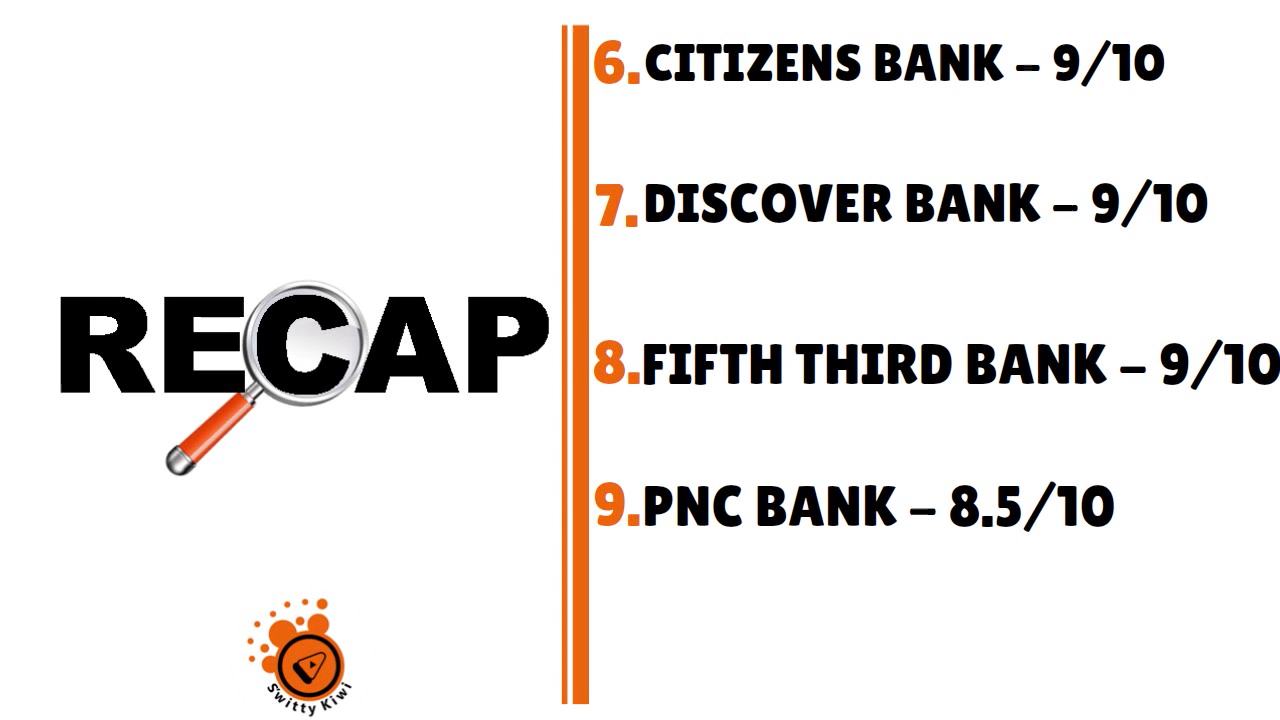 RECAP
6. CITIZENS BANK – 9/10
7. DISCOVER BANK – 9/10
8. FIFTH THIRD BANK – 9/10
9. PNC BANK – 8.5/10
Switty Kiwi